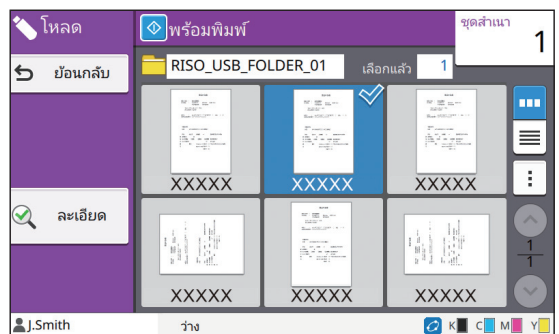 โหลด
พร้อมพิมพ์
ชุดสำเนา
1
ย้อนกลับ
RISO_USB_FOLDER_01
เลือกแล้ว 1
XXXXX XXXXX XXXXX
ละเอียด
1
1
XXXXX XXXXX XXXXX
J.Smith
ว่าง
K C M Y